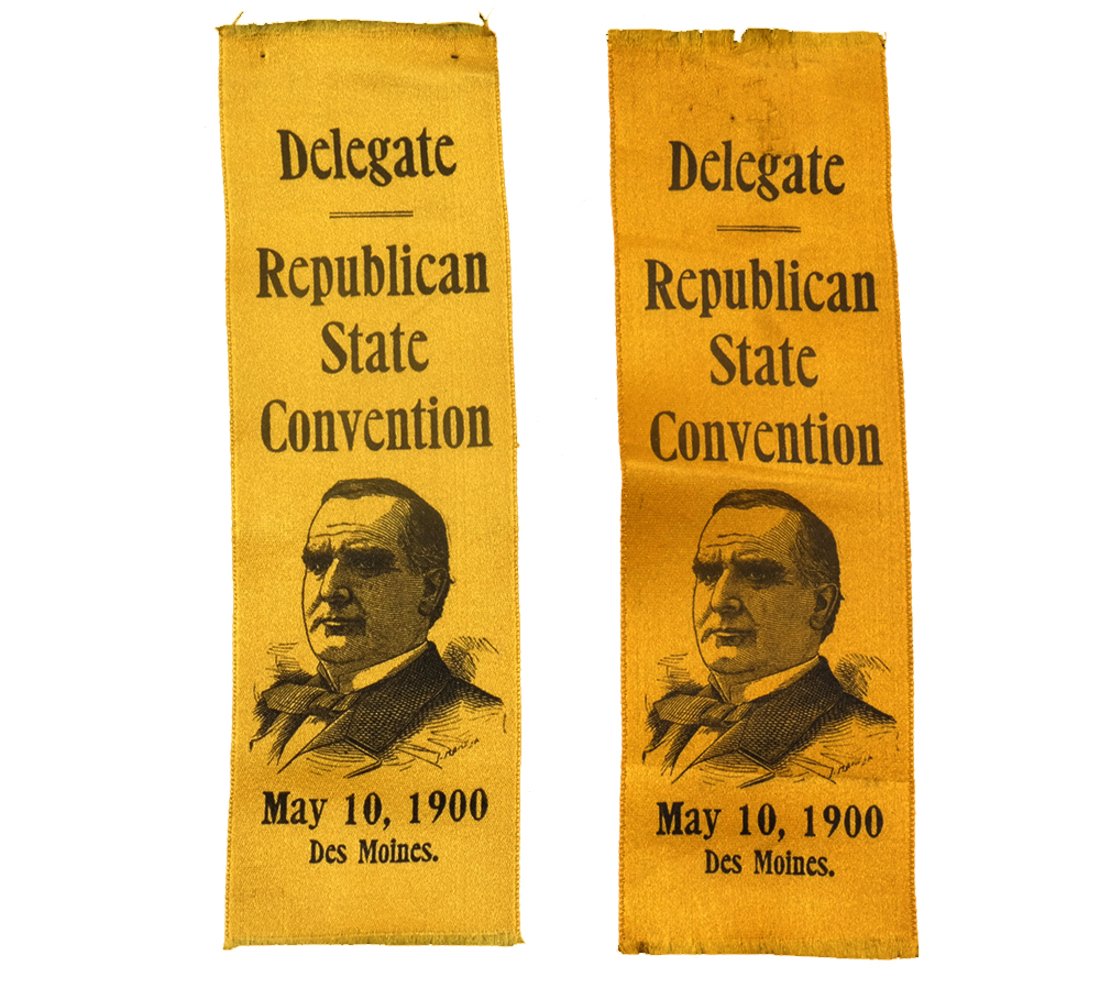 Delegate
Republican
State
Convention
May 10, 1900
Des Moines.
Delegate
Republican
State
Convention
May 10, 1900
Des Moines.